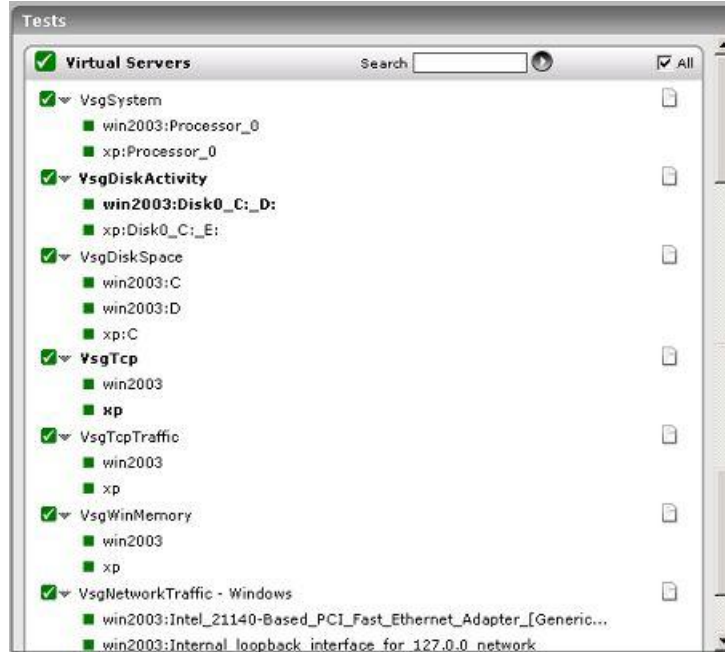 Tests
Virtual Servers Search All
VsgSystem
win2003:Processor_0
xp:Processor_0
VsgDiskActivity
win2003:Disk0_C:_D:
xp:Disk0_C:_E:
VsgDiskSpace
win2003:C
win2003:D
xp:C
VsgTcp
win2003
xp
VsgTcpTraffic
win2003
xp
VsgWinMemory
win2003
xp
VsgNetworkTraffic - Windows
win2003:Intel_21140-Based_PCI_Fast_Ethernet_Adapter_[Generic...
win2003:Internal_loopback_interface_for_127.0.0_network